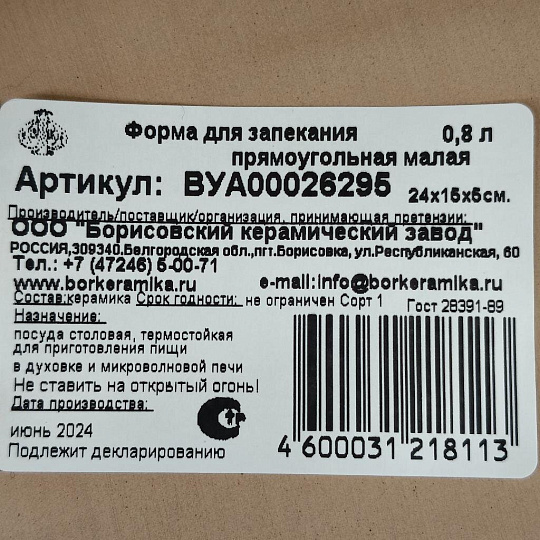 Форма для запекания 0,8 л
прямоугольная малая
Артикул: ВУА00026295 24х15х5см.
Производитель/поставщик/организация, принимающая претензии:
ООО "Борисовский керамический завод"
РОССИЯ,309340.Белгородская обл.,пгт.Борисовка, ул.Республиканская, 60
Тел.: +7 (47246) 5-00-71
www.borkeramika.ru e-mail:info@borkeramika.ru
Состав:керамика Срок годности: не ограничен Сорт 1 Гост 28391-89
Назначение:
посуда столовая, термостойкая
для приготовления пищи
в духовке и микроволновой печи
Не ставить на открытый огонь!
Дата производства:
июнь 2024
Подлежит декларированию
4 600031 218113